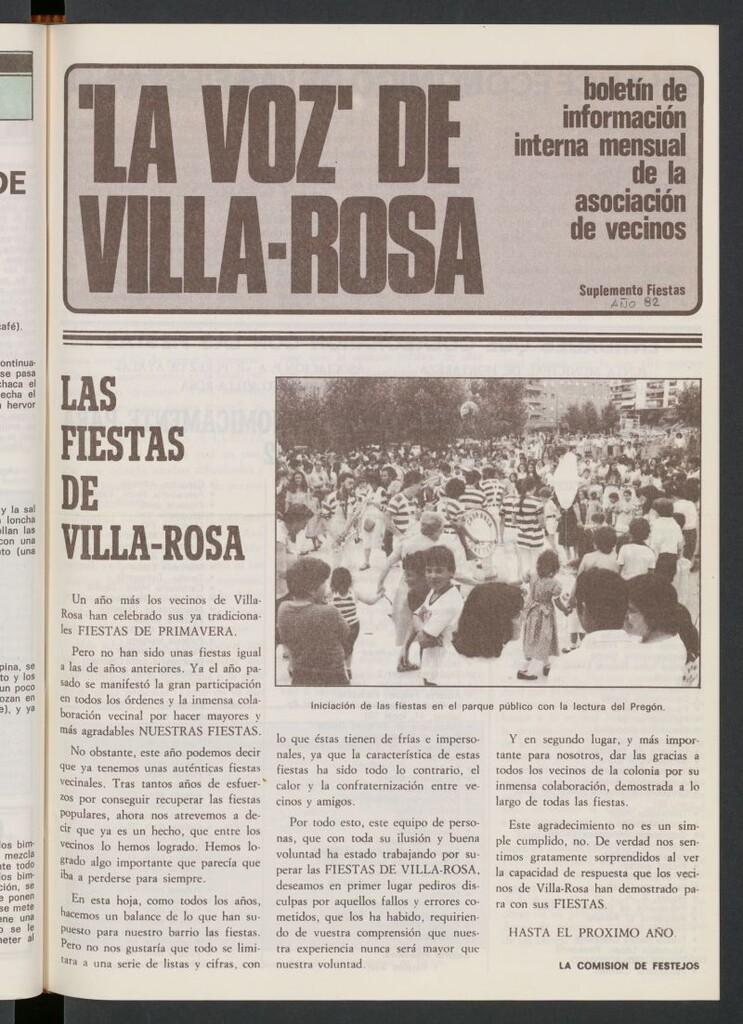 'LA VOZ' DE
VILLA-ROSA
boletín de
información
interna mensual
de la
asociación
de vecinos
Suplemento Fiestas
AÑO 82
LAS
FIESTAS
DE
VILLA-ROSA
Un año más los vecinos de Villa-
Rosa han celebrado sus ya tradiciona-
les FIESTAS DE PRIMAVERA.
Pero no han sido unas fiestas igual
a las de años anteriores. Ya el año pa-
sado se manifestó la gran participación
en todos los órdenes y la inmensa cola-
boración vecinal por hacer mayores y
más agradables NUESTRAS FIESTAS.
No obstante, este año podemos decir
que ya tenemos unas auténticas fiestas
vecinales. Tras tantos años de esfuer-
zos por conseguir recuperar las fiestas
populares, ahora nos atrevemos a de-
cir que ya es un hecho, que entre los
vecinos lo hemos logrado. Hemos lo-
grado algo importante que parecía que
iba a perderse para siempre.
En esta hoja, como todos los años,
hacemos un balance de lo que han su-
puesto para nuestro barrio las fiestas.
Pero no nos gustaría que todo se limi-
tara a una serie de listas y cifras, con
Iniciación de las fiestas en el parque público con la lectura del Pregón.
lo que éstas tienen de frías e imperso-
nales, ya que la característica de estas
fiestas ha sido todo lo contrario, el
calor y la confraternización entre ve-
cinos y amigos.
Por todo esto, este equipo de perso-
nas, que con toda su ilusión y buena
voluntad ha estado trabajando por su-
perar las FIESTAS DE VILLA-ROSA,
deseamos en primer lugar pediros dis-
culpas por aquellos fallos y errores co-
metidos, que los ha habido, requirien-
do de vuestra comprensión que nues-
tra experiencia nunca será mayor que
nuestra voluntad.
Y en segundo lugar, y más impor-
tante para nosotros, dar las gracias a
todos los vecinos de la colonia por su
inmensa colaboración, demostrada a lo
largo de todas las fiestas.
Este agradecimiento no es un sim-
ple cumplido, no. De verdad nos sen-
timos gratamente sorprendidos al ver
la capacidad de respuesta que los veci-
nos de Villa-Rosa han demostrado pa-
ra con sus FIESTAS.
HASTA EL PROXIMO AÑO.
LA COMISION DE FESTEJOS